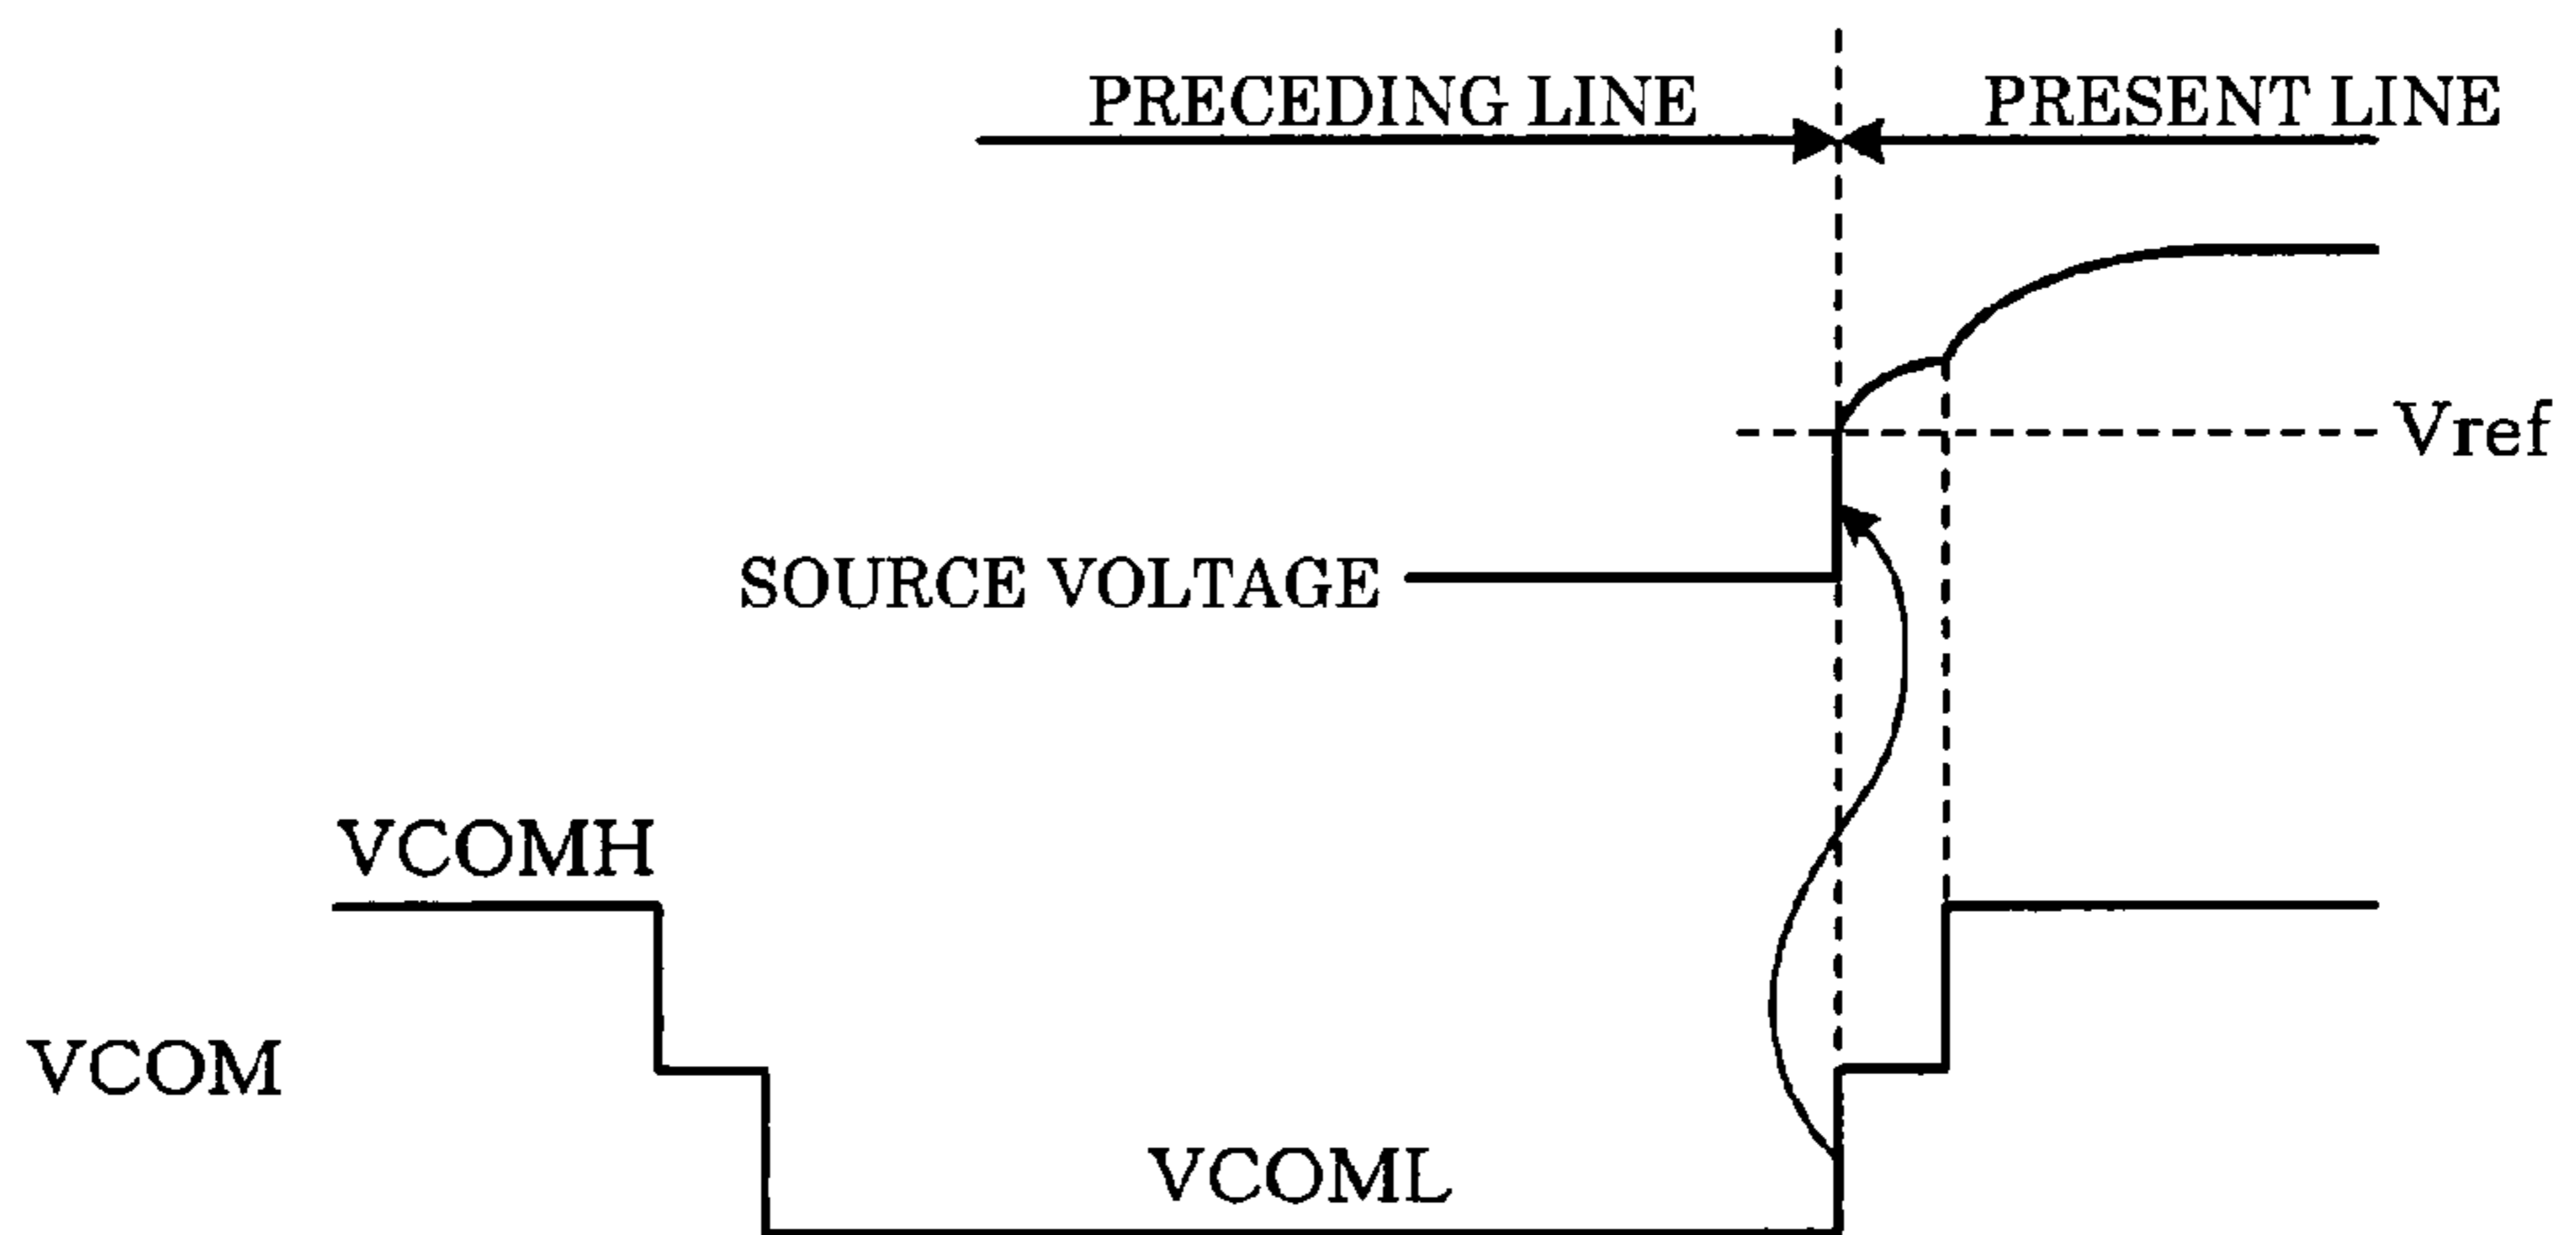 PRECEDING LINE
PRESENT LINE
Vref
SOURCE VOLTAGE
VCOMH
VCOM
VCOML